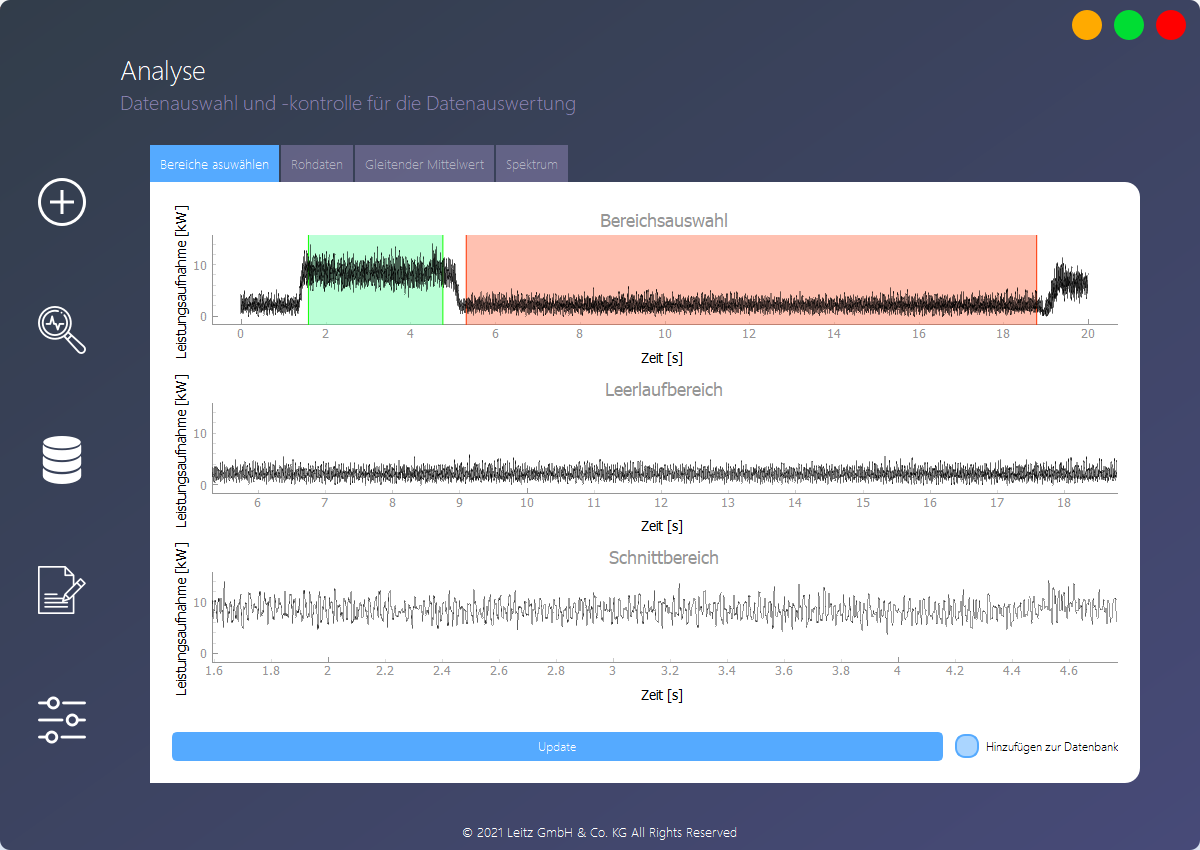 Analyse
Datenauswahl und -kontrolle für die Datenauswertung
Bereiche asuwählen Rohdaten Gleitender Mittelwert Spektrum
Bereichsauswahl
Leistungsaufnahme [kW]
10
0
0 2 4 6 8 10 12 14 16 18 20
Zeit [s]
Leerlaufbereich
Leistungsaufnahme [kW]
10
0
6 7 8 9 10 11 12 13 14 15 16 17 18
Zeit [s]
Schnittbereich
Leistungsaufnahme [kW]
10
0
1.6 1.8 2 2.2 2.4 2.6 2.8 3 3.2 3.4 3.6 3.8 4 4.2 4.4 4.6
Zeit [s]
Update Hinzufügen zur Datenbank
© 2021 Leitz GmbH & Co. KG All Rights Reserved